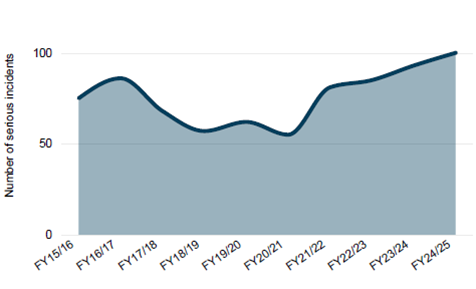 Number of serious incidents
100
50
0
FY15/16
FY16/17
FY17/18
FY18/19
FY19/20
FY20/21
FY21/22
FY22/23
FY23/24
FY24/25